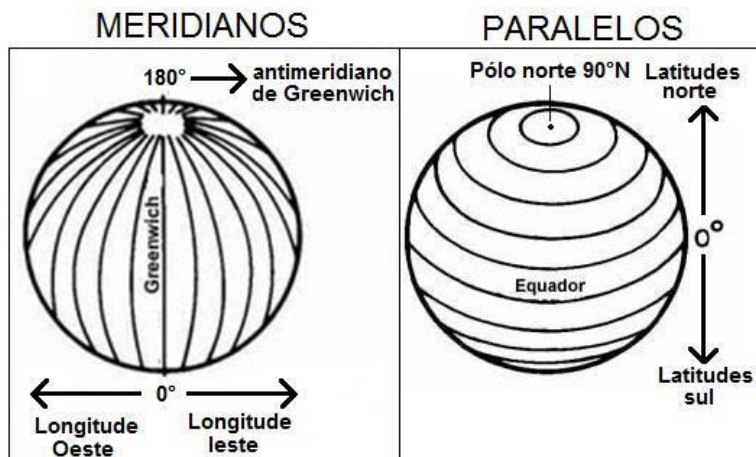 MERIDIANOS
180°
antimeridiano
de Greenwich
Greenwich
0°
Longitude
Oeste
Longitude
leste
PARALELOS
Pólo norte 90°N
Latitudes
norte
0°
Equador
Latitudes
sul